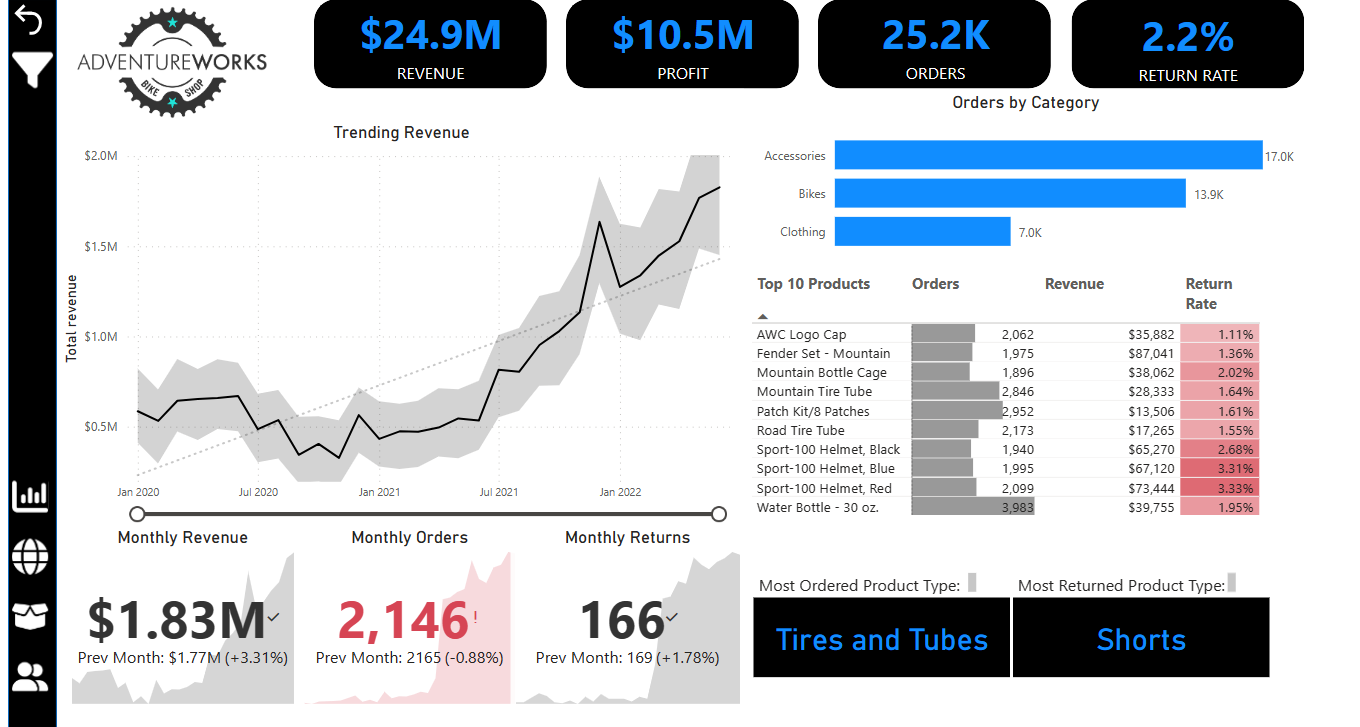 ADVENTUREWORKS
BIKE SHOP
$24.9M
REVENUE
$10.5M
PROFIT
25.2K
ORDERS
2.2%
RETURN RATE
Trending Revenue
Total revenue
$2.0M
$1.5M
$1.0M
$0.5M
Jan 2020 Jul 2020 Jan 2021 Jul 2021 Jan 2022
Orders by Category
Accessories 17.0K
Bikes 13.9K
Clothing 7.0K
Top 10 Products Orders Revenue Return Rate
AWC Logo Cap 2,062 $35,882 1.11%
Fender Set - Mountain 1,975 $87,041 1.36%
Mountain Bottle Cage 1,896 $38,062 2.02%
Mountain Tire Tube 2,846 $28,333 1.64%
Patch Kit/8 Patches 2,952 $13,506 1.61%
Road Tire Tube 2,173 $17,265 1.55%
Sport-100 Helmet, Black 1,940 $65,270 2.68%
Sport-100 Helmet, Blue 1,995 $67,120 3.31%
Sport-100 Helmet, Red 2,099 $73,444 3.33%
Water Bottle - 30 oz. 3,983 $39,755 1.95%
Monthly Revenue
$1.83M
Prev Month: $1.77M (+3.31%)
Monthly Orders
2,146!
Prev Month: 2165 (-0.88%)
Monthly Returns
166
Prev Month: 169 (+1.78%)
Most Ordered Product Type:
Tires and Tubes
Most Returned Product Type:
Shorts